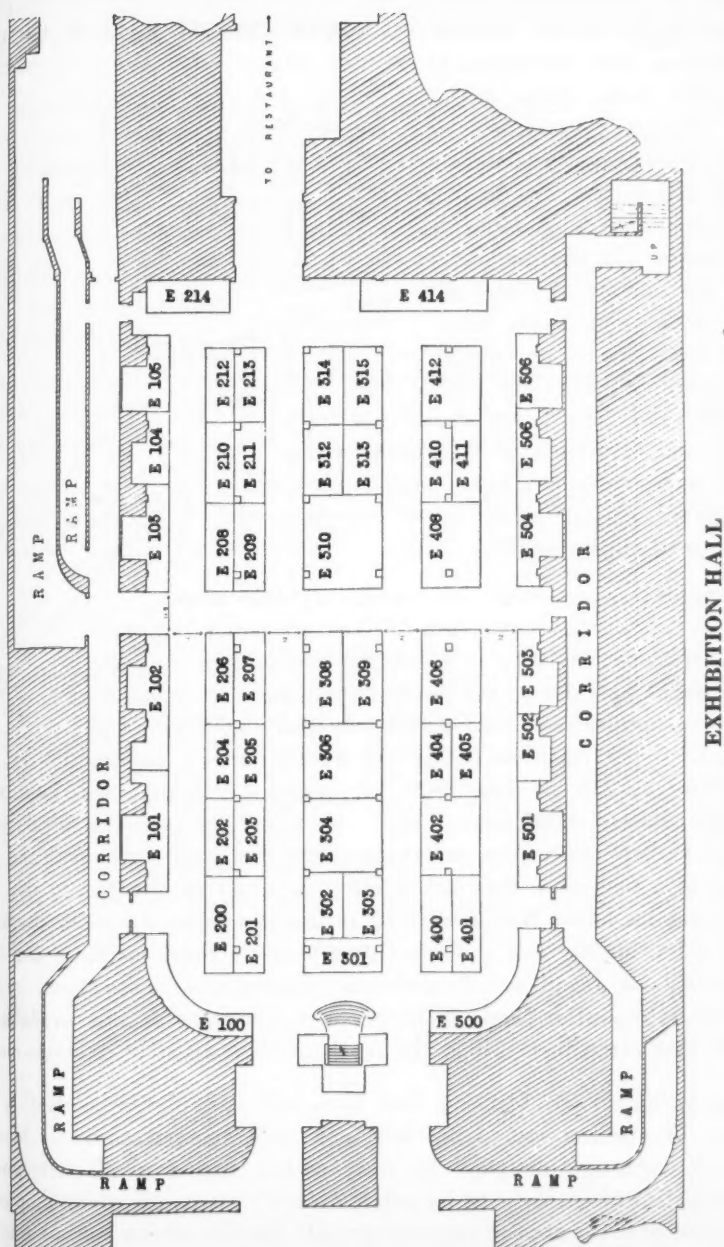 RAMP
RAMP
CORRIDOR
RAMP
RAMP
E 101
E 102
E 103
E 104
E 105
E 214
E 100
E 200
E 202
E 204
E 206
E 208
E 210
E 212
E 201
E 203
E 205
E 207
E 209
E 211
E 213
TO RESTAURANT
E 301
E 302
E 304
E 306
E 308
E 310
E 312
E 314
E 303
E 309
E 313
E 315
E 414
E 400
E 402
E 404
E 406
E 408
E 410
E 412
E 401
E 405
E 411
E 500
E 501
E 502
E 503
E 504
E 506
E 506
RAMP
RAMP
CORRIDOR
UP
EXHIBITION HALL